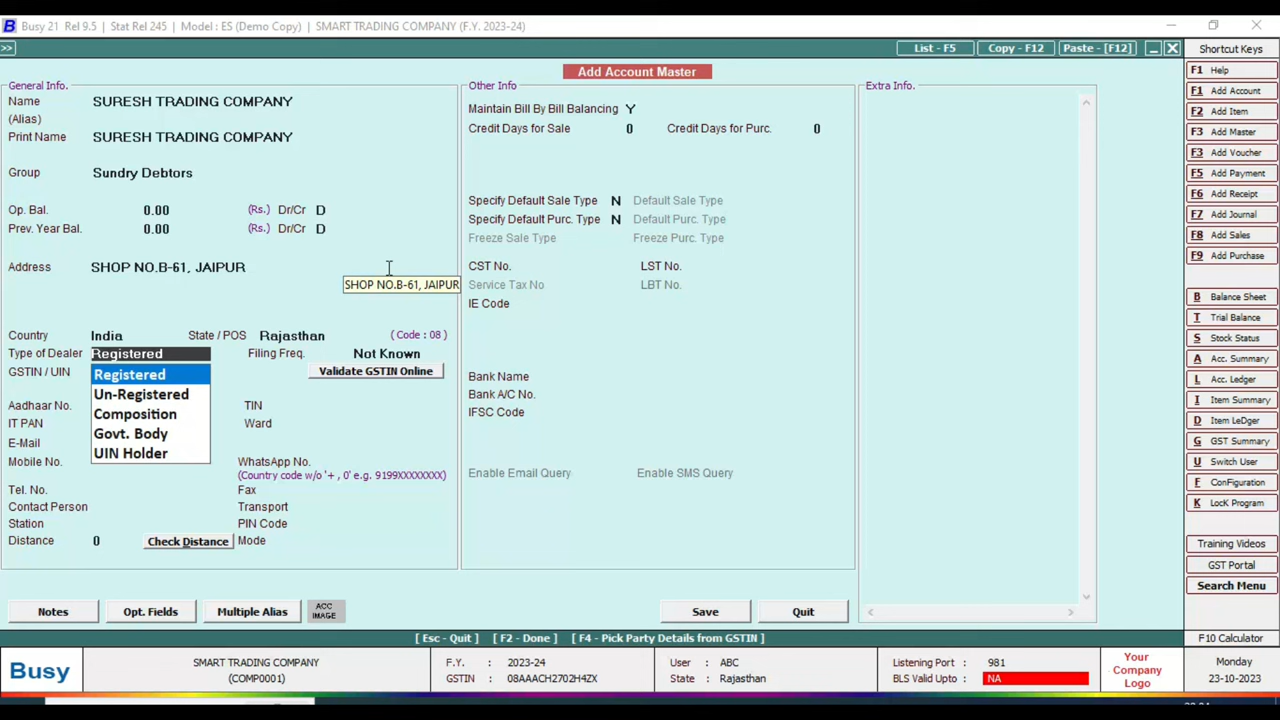 Busy 21 Rel 9.5 | Stat Rel 245 | Model : ES (Demo Copy) | SMART TRADING COMPANY (F.Y. 2023-24)
>> List - F5 Copy - F12 Paste - [F12] Shortcut Keys
Add Account Master
General Info.
Name SURESH TRADING COMPANY
(Alias)
Print Name SURESH TRADING COMPANY
Group Sundry Debtors
Op. Bal. 0.00 (Rs.) Dr/Cr D
Prev. Year Bal. 0.00 (Rs.) Dr/Cr D
Address SHOP NO.B-61, JAIPUR
SHOP NO.B-61, JAIPUR
Country India State / POS Rajasthan ( Code : 08 )
Type of Dealer Registered Filing Freq. Not Known
GSTIN / UIN Registered Validate GSTIN Online
Un-Registered
Aadhaar No. Composition TIN
IT PAN Govt. Body Ward
E-Mail UIN Holder
Mobile No. WhatsApp No.
(Country code w/o '+ , 0' e.g. 9199XXXXXXXX)
Tel. No. Fax
Contact Person Transport
Station PIN Code
Distance 0 Check Distance Mode
Other Info
Maintain Bill By Bill Balancing Y
Credit Days for Sale 0 Credit Days for Purc. 0
Specify Default Sale Type N Default Sale Type
Specify Default Purc. Type N Default Purc. Type
Freeze Sale Type Freeze Purc. Type
CST No. LST No.
Service Tax No LBT No.
IE Code
Bank Name
Bank A/C No.
IFSC Code
Enable Email Query Enable SMS Query
Extra Info.
Notes Opt. Fields Multiple Alias ACC IMAGE Save Quit
[ Esc - Quit ] [ F2 - Done ] [ F4 - Pick Party Details from GSTIN ]
F1 Help
F1 Add Account
F2 Add Item
F3 Add Master
F3 Add Voucher
F5 Add Payment
F6 Add Receipt
F7 Add Journal
F8 Add Sales
F9 Add Purchase
B Balance Sheet
T Trial Balance
S Stock Status
A Acc. Summary
L Acc. Ledger
I Item Summary
D Item LeDger
G GST Summary
U Switch User
F ConFiguration
K LocK Program
Training Videos
GST Portal
Search Menu
F10 Calculator
Busy SMART TRADING COMPANY F.Y. : 2023-24 User : ABC Listening Port : 981 Your Company Logo Monday
(COMP0001) GSTIN : 08AAACH2702H4ZX State : Rajasthan BLS Valid Upto : NA 23-10-2023